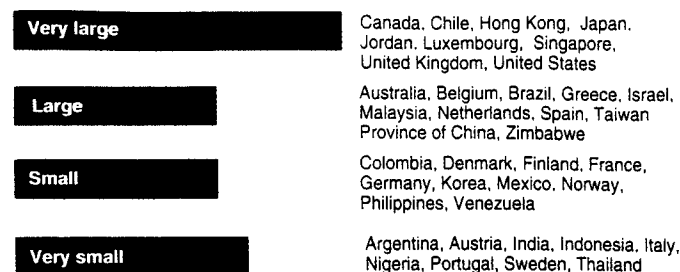 Very large
Canada, Chile, Hong Kong, Japan.
Jordan. Luxembourg, Singapore,
United Kingdom, United States
Large
Australia, Belgium, Brazil, Greece, Israel,
Malaysia, Netherlands, Spain, Taiwan
Province of China, Zimbabwe
Small
Colombia, Denmark, Finland, France,
Germany, Korea, Mexico, Norway,
Philippines, Venezuela
Very small
Argentina, Austria, India, Indonesia, Italy,
Nigeria, Portugal, Sweden, Thailand